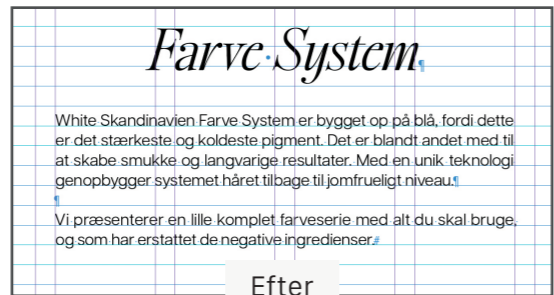 Farve System
White Skandinavien Farve System er bygget op på blå, fordi dette
er det stærkeste og koldeste pigment. Det er blandt andet med til
at skabe smukke og langvarige resultater. Med en unik teknologi
genopbygger systemet håret tilbage til jomfrueligt niveau.
Vi præsenterer en lille komplet farveserie med alt du skal bruge,
og som har erstattet de negative ingredienser.
Efter